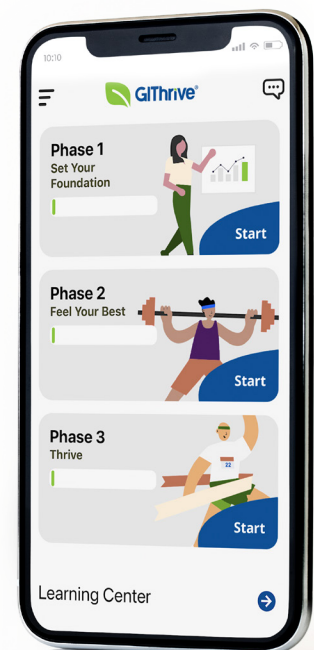 10:10
GIThrive®
Phase 1
Set Your
Foundation
Start
Phase 2
Feel Your Best
Start
Phase 3
Thrive
22
Start
Learning Center